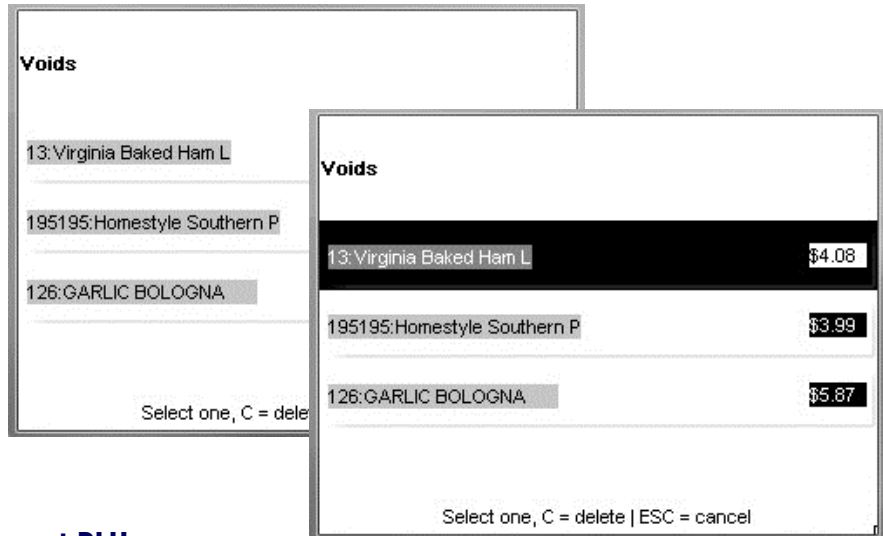 Voids
13:Virginia Baked Ham L
195195:Homestyle Southern P
126:GARLIC BOLOGNA
Select one, C =
Voids
13:Virginia Baked Ham L $4.08
195195:Homestyle Southern P $3.99
126:GARLIC BOLOGNA $5.87
Select one, C = delete | ESC = cancel